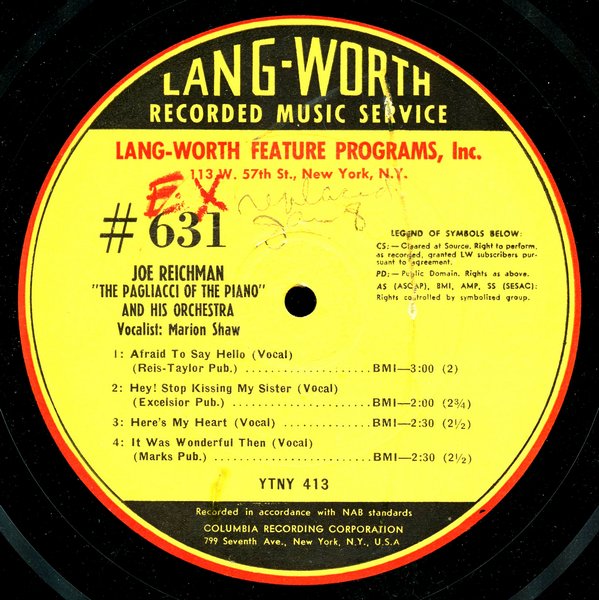 LANG-WORTH
RECORDED MUSIC SERVICE
LANG-WORTH FEATURE PROGRAMS, Inc.
113 W. 57th St., New York, N.Y.
EX
replaced
# 631
LEGEND OF SYMBOLS BELOW:
CS:—Cleared at Source. Right to perform,
as recorded, granted LW subscribers pur-
suant to agreement.
PD:—Public Domain. Rights as above.
AS (ASCAP), BMI, AMP, SS (SESAC):
Rights controlled by symbolized group.
JOE REICHMAN
"THE PAGLIACCI OF THE PIANO"
AND HIS ORCHESTRA
Vocalist: Marion Shaw
1: Afraid To Say Hello (Vocal)
(Reis-Taylor Pub.) ..................... BMI—3:00 (2)
2: Hey! Stop Kissing My Sister (Vocal)
(Excelsior Pub.) ....................... BMI—2:00 (2¾)
3: Here's My Heart (Vocal) ................ BMI—2:30 (2½)
4: It Was Wonderful Then (Vocal)
(Marks Pub.) ........................... BMI—2:30 (2½)
YTNY 413
Recorded in accordance with NAB standards
COLUMBIA RECORDING CORPORATION
799 Seventh Ave., New York, N.Y., U.S.A